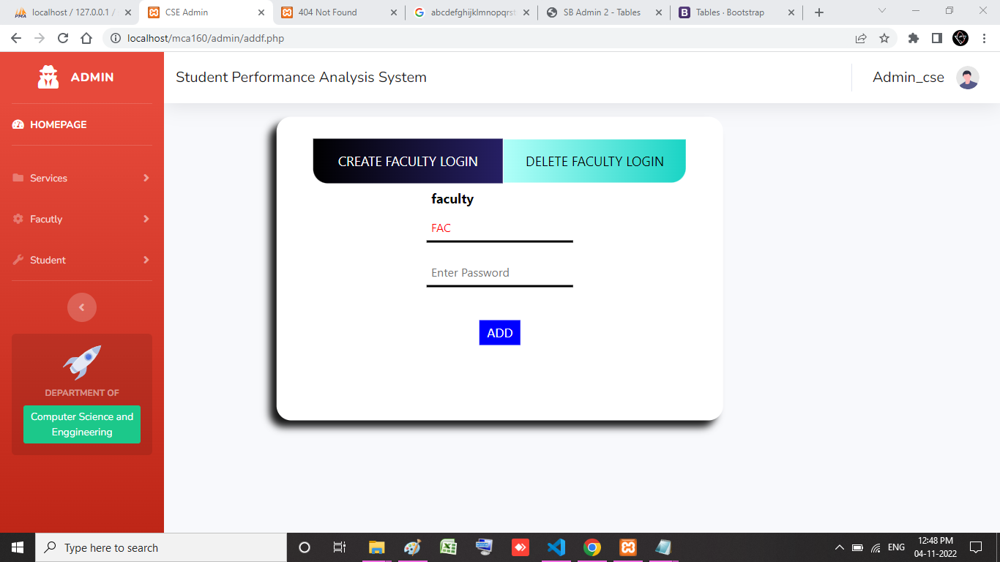 localhost / 127.0.0.1 /
CSE Admin
404 Not Found
abcdefghijklmnopqrst
SB Admin 2 - Tables
Tables · Bootstrap
localhost/mca160/admin/addf.php
ADMIN
Student Performance Analysis System
Admin_cse
HOMEPAGE
Services
Facutly
Student
DEPARTMENT OF
Computer Science and
Enggineering
CREATE FACULTY LOGIN
DELETE FACULTY LOGIN
faculty
FAC
Enter Password
ADD
Type here to search
ENG
12:48 PM
04-11-2022